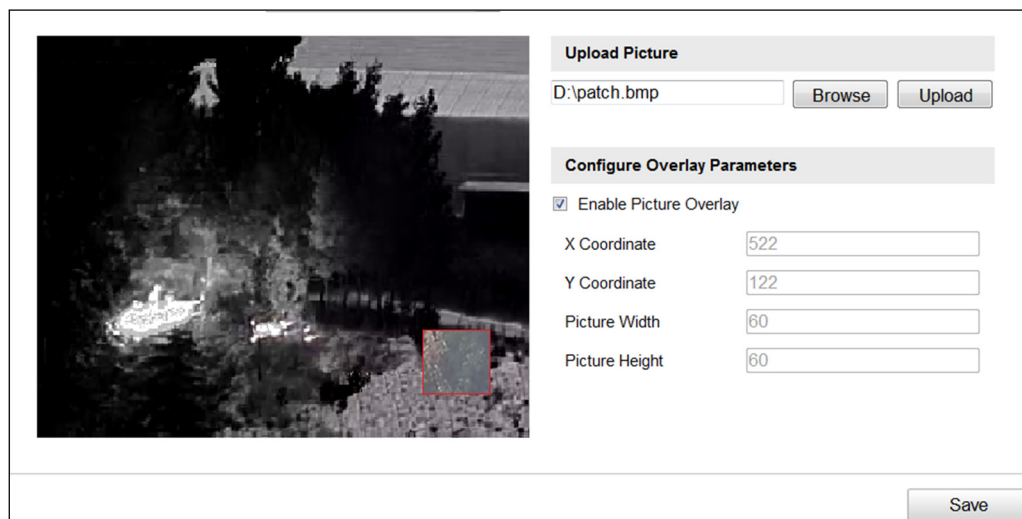 Upload Picture
D:\patch.bmp
Browse
Upload
Configure Overlay Parameters
Enable Picture Overlay
X Coordinate 522
Y Coordinate 122
Picture Width 60
Picture Height 60
Save